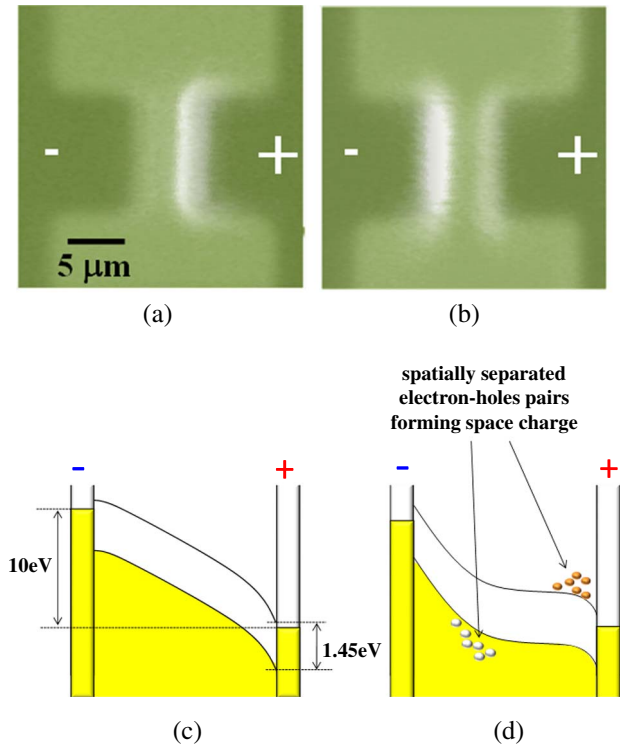 -
+
5 μm
-
+
(a)
(b)
spatially separated
electron-holes pairs
forming space charge
-
+
10eV
1.45eV
-
+
(c)
(d)